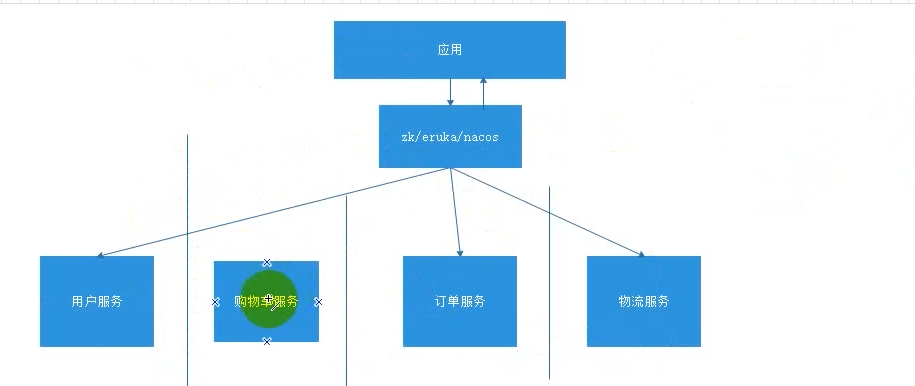 应用
zk/eruka/nacos
用户服务
购物车服务
订单服务
物流服务